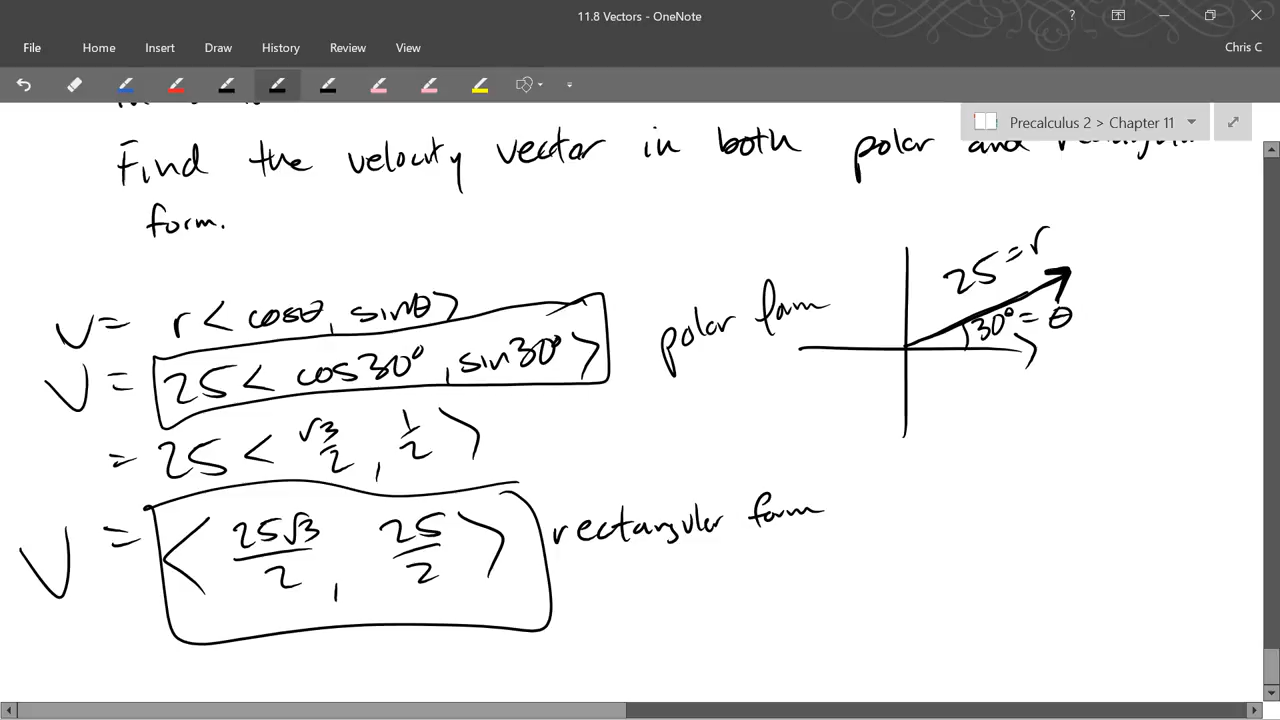 11.8 Vectors - OneNote
?
Chris C
File Home Insert Draw History Review View
Precalculus 2 > Chapter 11
Find the velocity vector in both polar and rectangular
form.
V = r < cosθ, sinθ >
polar form
V = 25 < cos30°, sin30° >
= 25 < √3/2, 1/2 >
V = < 25√3/2, 25/2 > rectangular form
25 = r
30° = θ